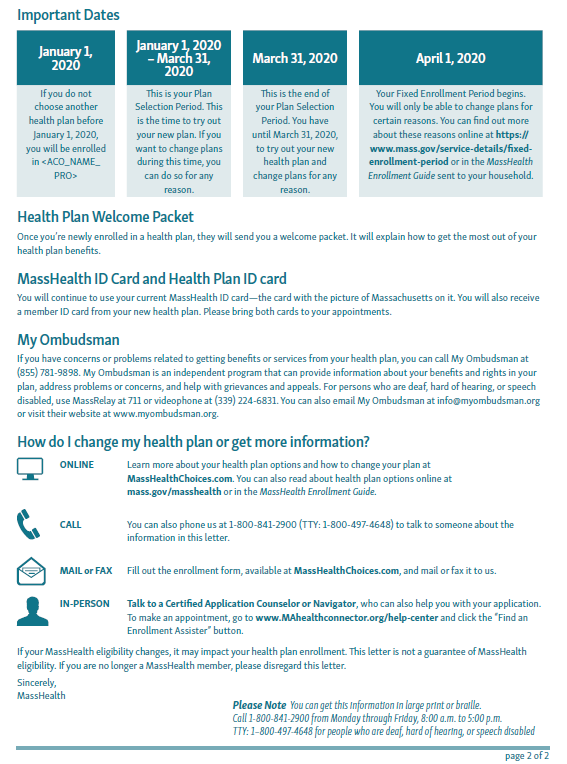 Important Dates
January 1,
2020
If you do not
choose another
health plan before
January 1, 2020,
you will be enrolled
in <ACO_NAME_
PRO>
January 1, 2020
– March 31,
2020
This is your Plan
Selection Period. This
is the time to try out
your new plan. If you
want to change plans
during this time, you
can do so for any
reason.
March 31, 2020
This is the end of
your Plan Selection
Period. You have
until March 31, 2020,
to try out your new
health plan and
change plans for any
reason.
April 1, 2020
Your Fixed Enrollment Period begins.
You will only be able to change plans for
certain reasons. You can find out more
about these reasons online at https://
www.mass.gov/service-details/fixed-
enrollment-period or in the MassHealth
Enrollment Guide sent to your household.
Health Plan Welcome Packet
Once you’re newly enrolled in a health plan, they will send you a welcome packet. It will explain how to get the most out of your
health plan benefits.
MassHealth ID Card and Health Plan ID card
You will continue to use your current MassHealth ID card—the card with the picture of Massachusetts on it. You will also receive
a member ID card from your new health plan. Please bring both cards to your appointments.
My Ombudsman
If you have concerns or problems related to getting benefits or services from your health plan, you can call My Ombudsman at
(855) 781-9898. My Ombudsman is an independent program that can provide information about your benefits and rights in your
plan, address problems or concerns, and help with grievances and appeals. For persons who are deaf, hard of hearing, or speech
disabled, use MassRelay at 711 or videophone at (339) 224-6831. You can also email My Ombudsman at info@myombudsman.org
or visit their website at www.myombudsman.org.
How do I change my health plan or get more information?
ONLINE
Learn more about your health plan options and how to change your plan at
MassHealthChoices.com. You can also read about health plan options online at
mass.gov/masshealth or in the MassHealth Enrollment Guide.
CALL
You can also phone us at 1-800-841-2900 (TTY: 1-800-497-4648) to talk to someone about the
information in this letter.
MAIL or FAX
Fill out the enrollment form, available at MassHealthChoices.com, and mail or fax it to us.
IN-PERSON
Talk to a Certified Application Counselor or Navigator, who can also help you with your application.
To make an appointment, go to www.MAhealthconnector.org/help-center and click the “Find an
Enrollment Assister” button.
If your MassHealth eligibility changes, it may impact your health plan enrollment. This letter is not a guarantee of MassHealth
eligibility. If you are no longer a MassHealth member, please disregard this letter.
Sincerely,
MassHealth
Please Note You can get this information in large print or braille.
Call 1-800-841-2900 from Monday through Friday, 8:00 a.m. to 5:00 p.m.
TTY: 1-800-497-4648 for people who are deaf, hard of hearing, or speech disabled
page 2 of 2